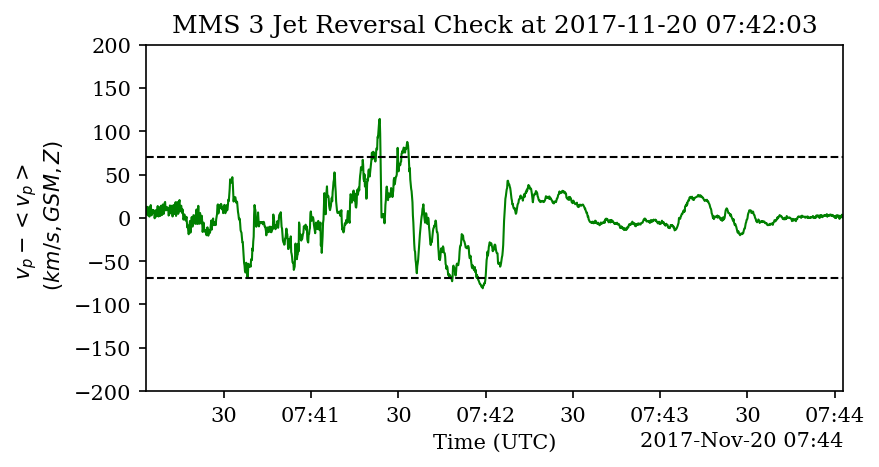 MMS 3 Jet Reversal Check at 2017-11-20 07:42:03
200
150
100
50
0
−50
−100
−150
−200
v_p − < v_p >
(km/s, GSM, Z)
30 07:41 30 07:42 30 07:43 30 07:44
Time (UTC)
2017-Nov-20 07:44